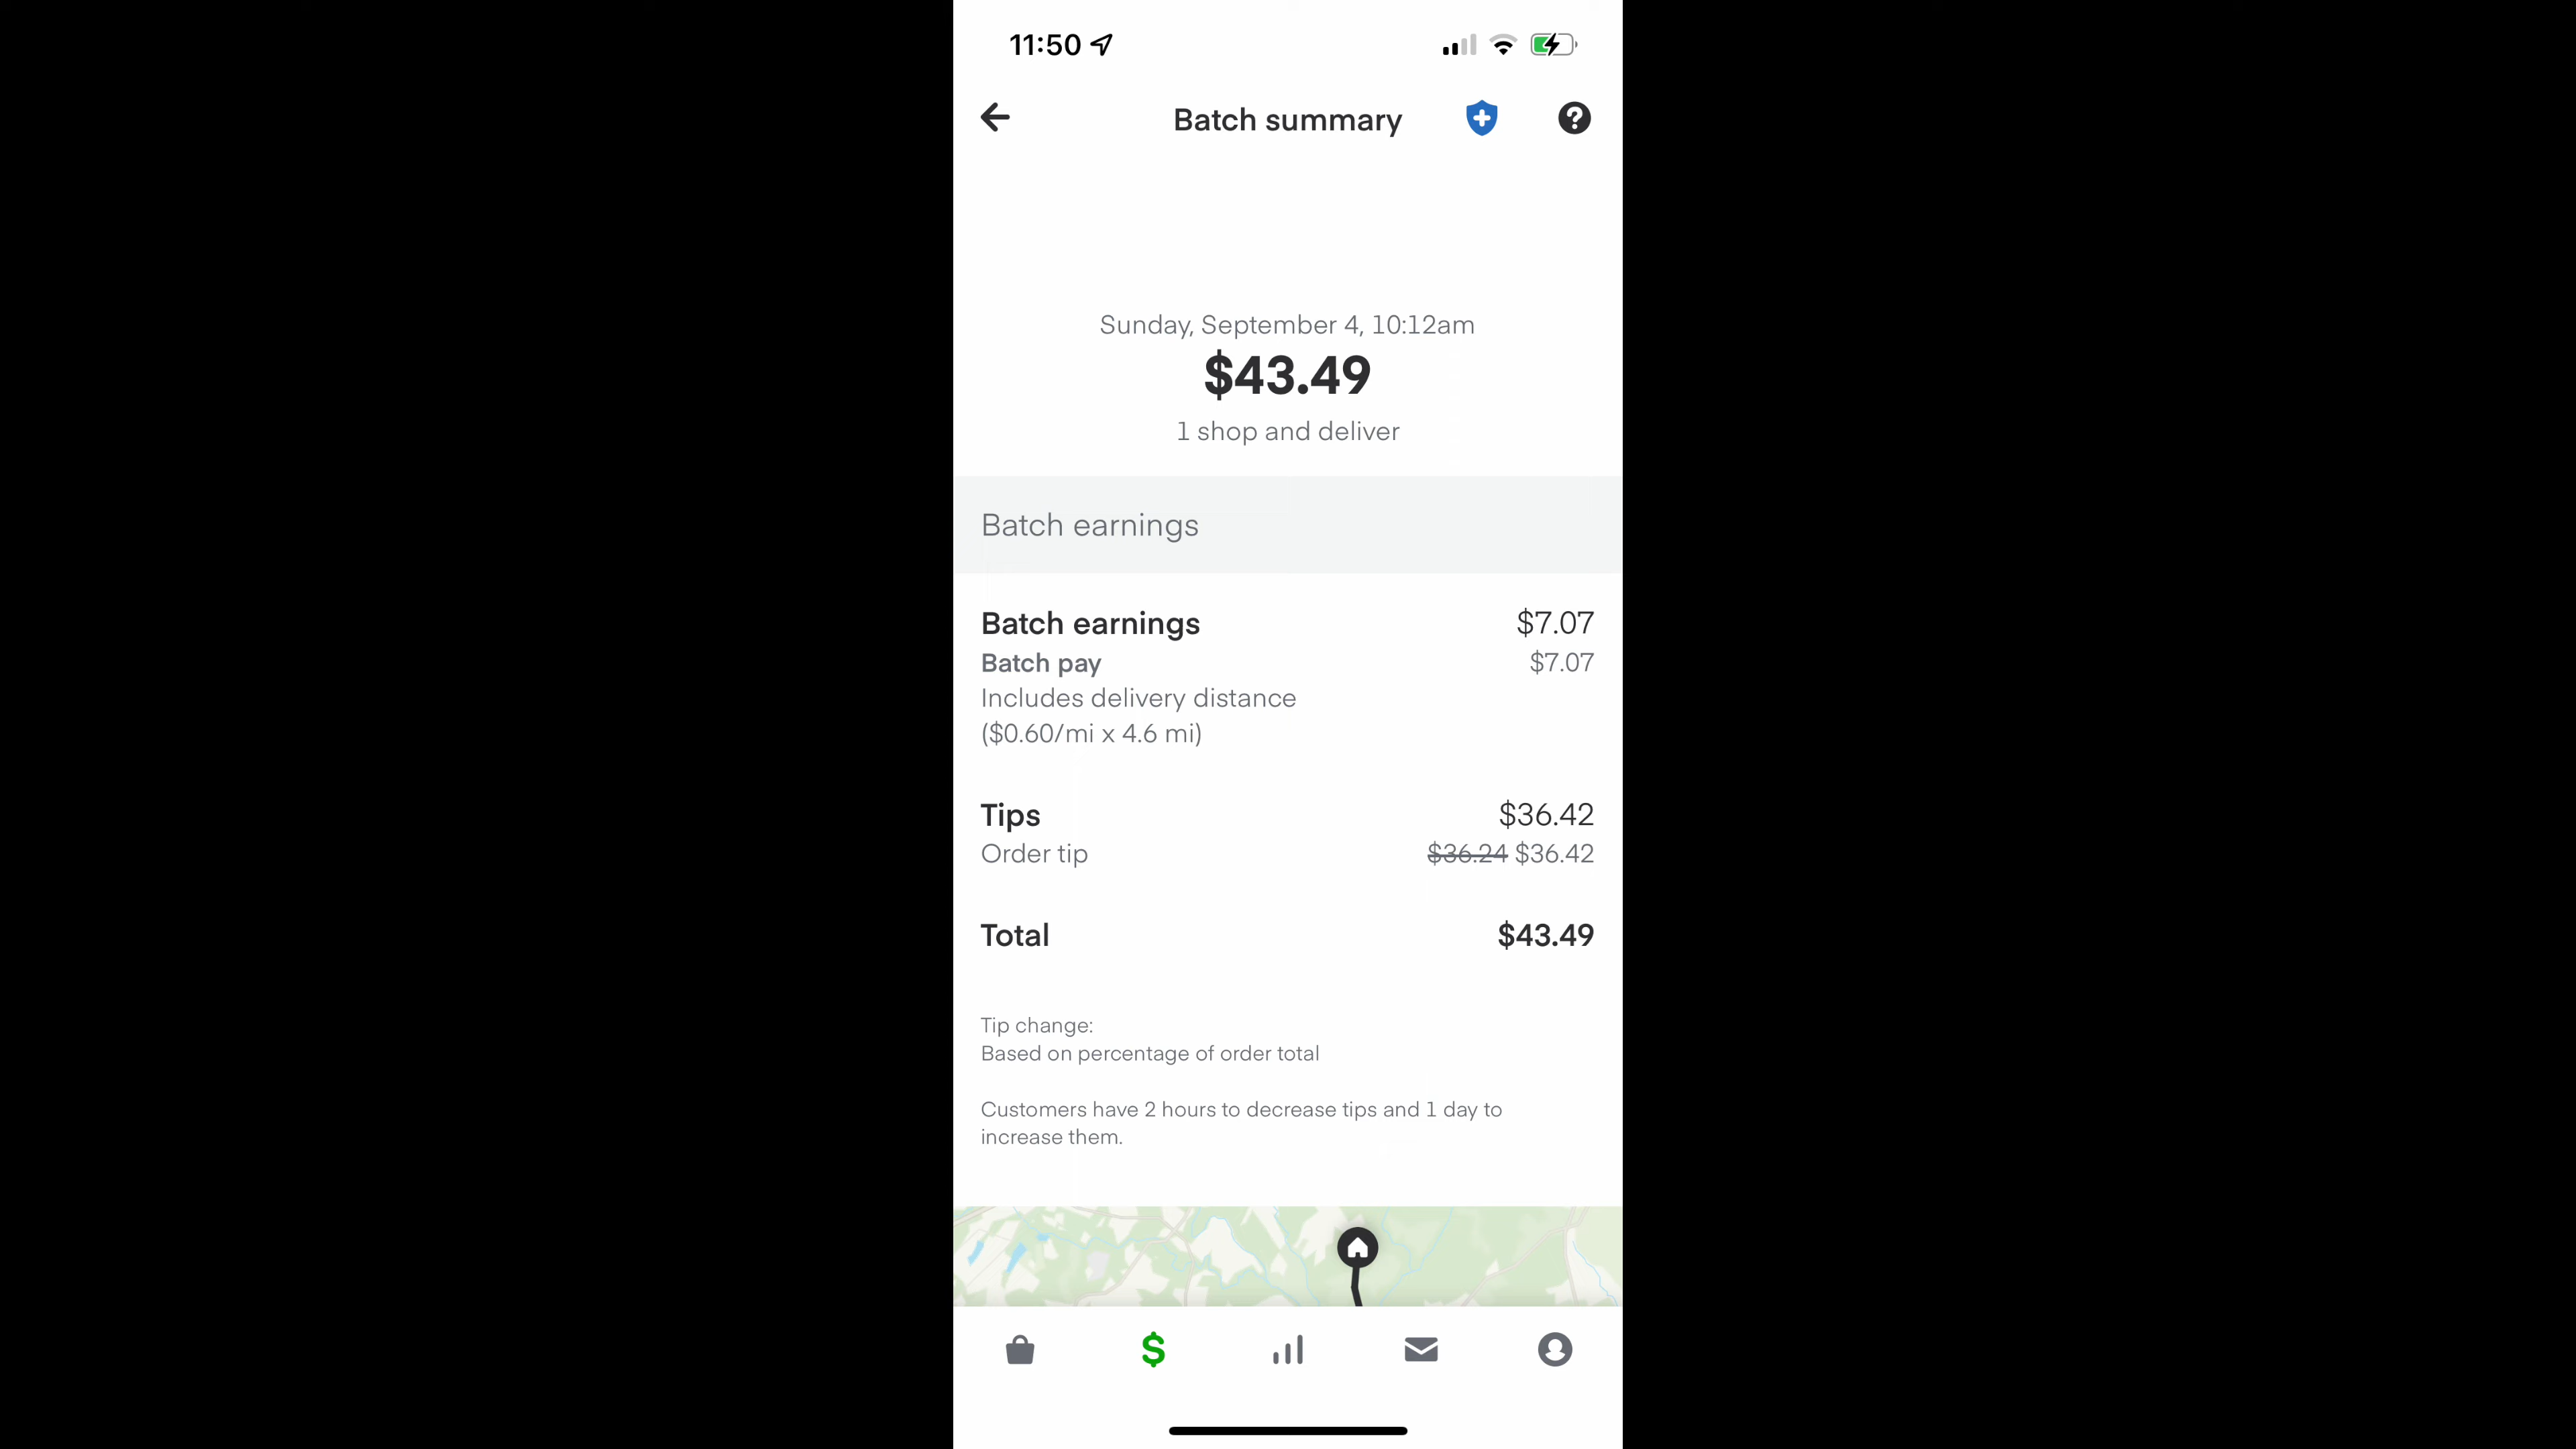 11:50
Batch summary
Sunday, September 4, 10:12am
$43.49
1 shop and deliver
Batch earnings
Batch earnings $7.07
Batch pay $7.07
Includes delivery distance
($0.60/mi x 4.6 mi)
Tips $36.42
Order tip $36.24 $36.42
Total $43.49
Tip change:
Based on percentage of order total
Customers have 2 hours to decrease tips and 1 day to
increase them.